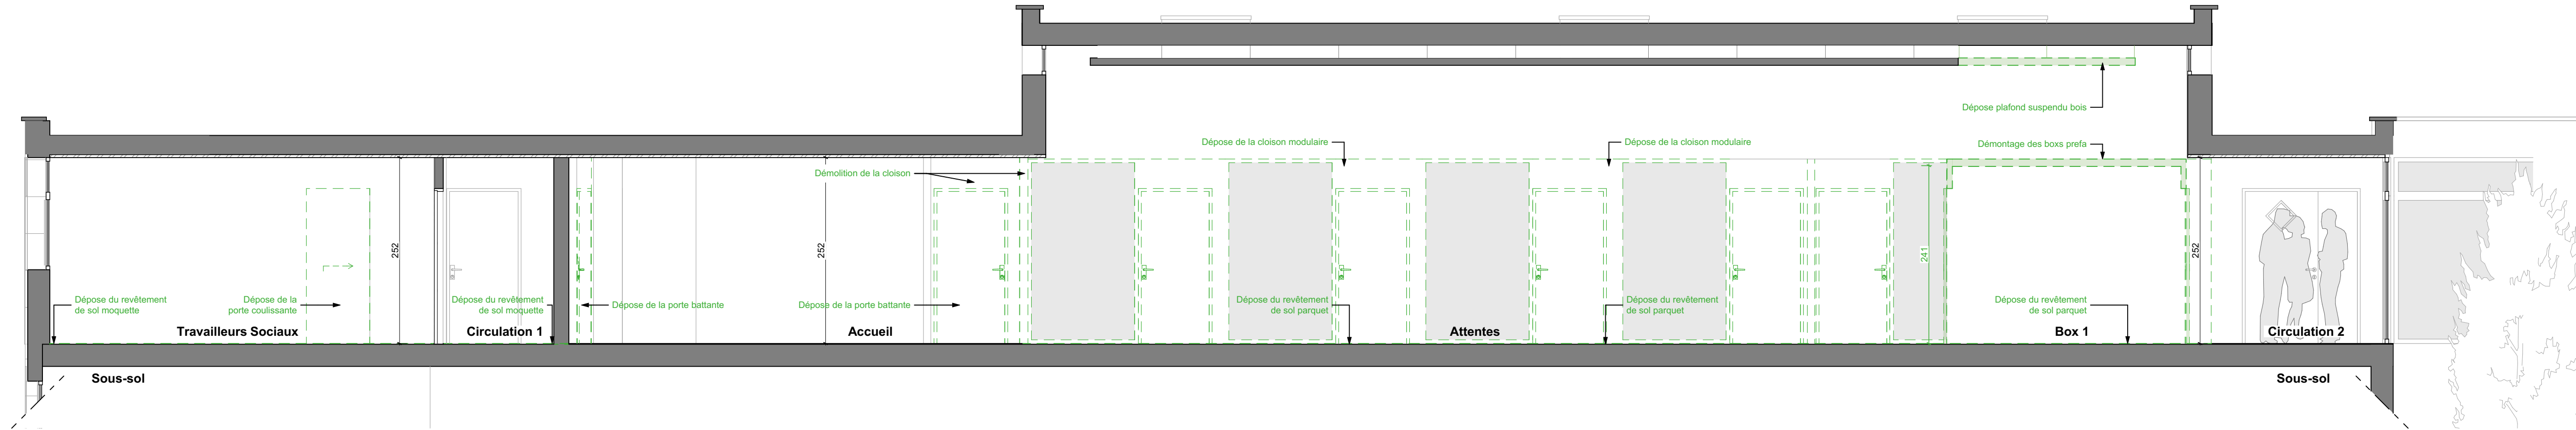 Dépose plafond suspendu bois
Dépose de la cloison modulaire
Dépose de la cloison modulaire
Démontage des boxs prefa
Démolition de la cloison
252
252
241
252
Dépose du revêtement
de sol moquette
Dépose de la
porte coulissante
Dépose du revêtement
de sol moquette
Dépose de la porte battante
Dépose de la porte battante
Dépose du revêtement
de sol parquet
Dépose du revêtement
de sol parquet
Dépose du revêtement
de sol parquet
Travailleurs Sociaux
Circulation 1
Accueil
Attentes
Box 1
Circulation 2
Sous-sol
Sous-sol